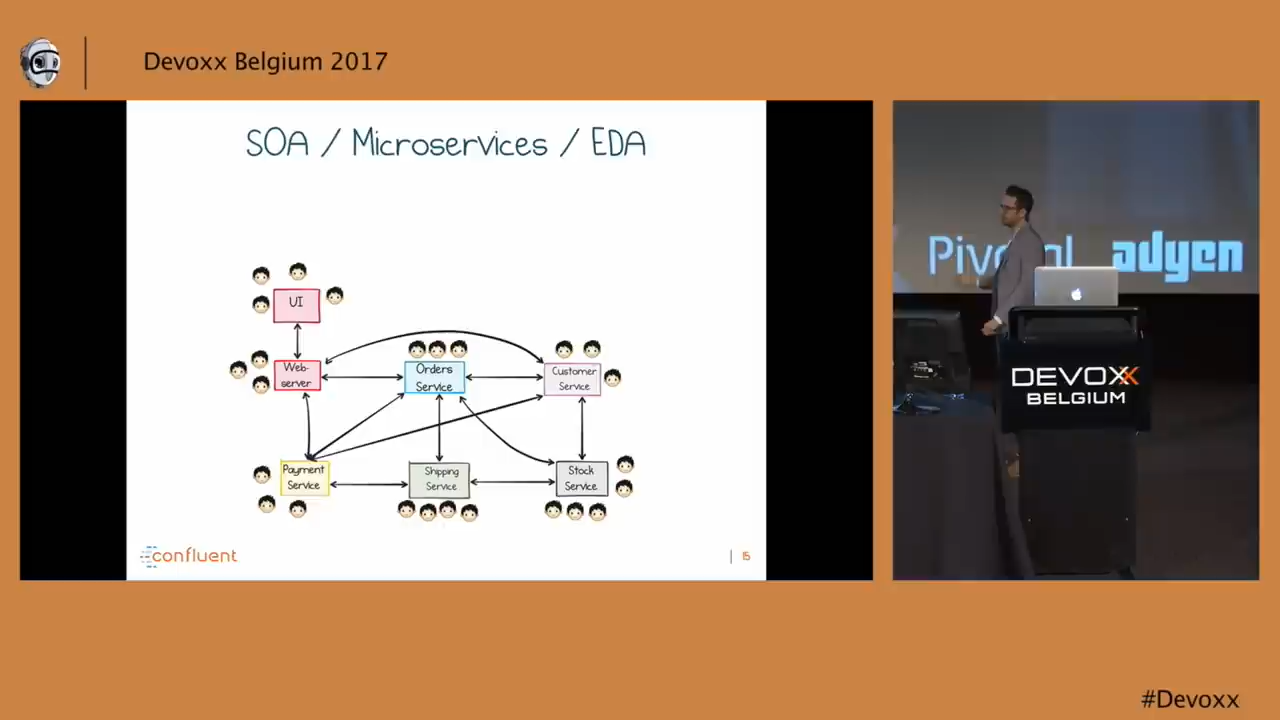 Devoxx Belgium 2017
SOA / Microservices / EDA
UI
Web-
server
Orders
Service
Customer
Service
Payment
Service
Shipping
Service
Stock
Service
confluent
| 15
adyen
DEVOXX
BELGIUM
#Devoxx